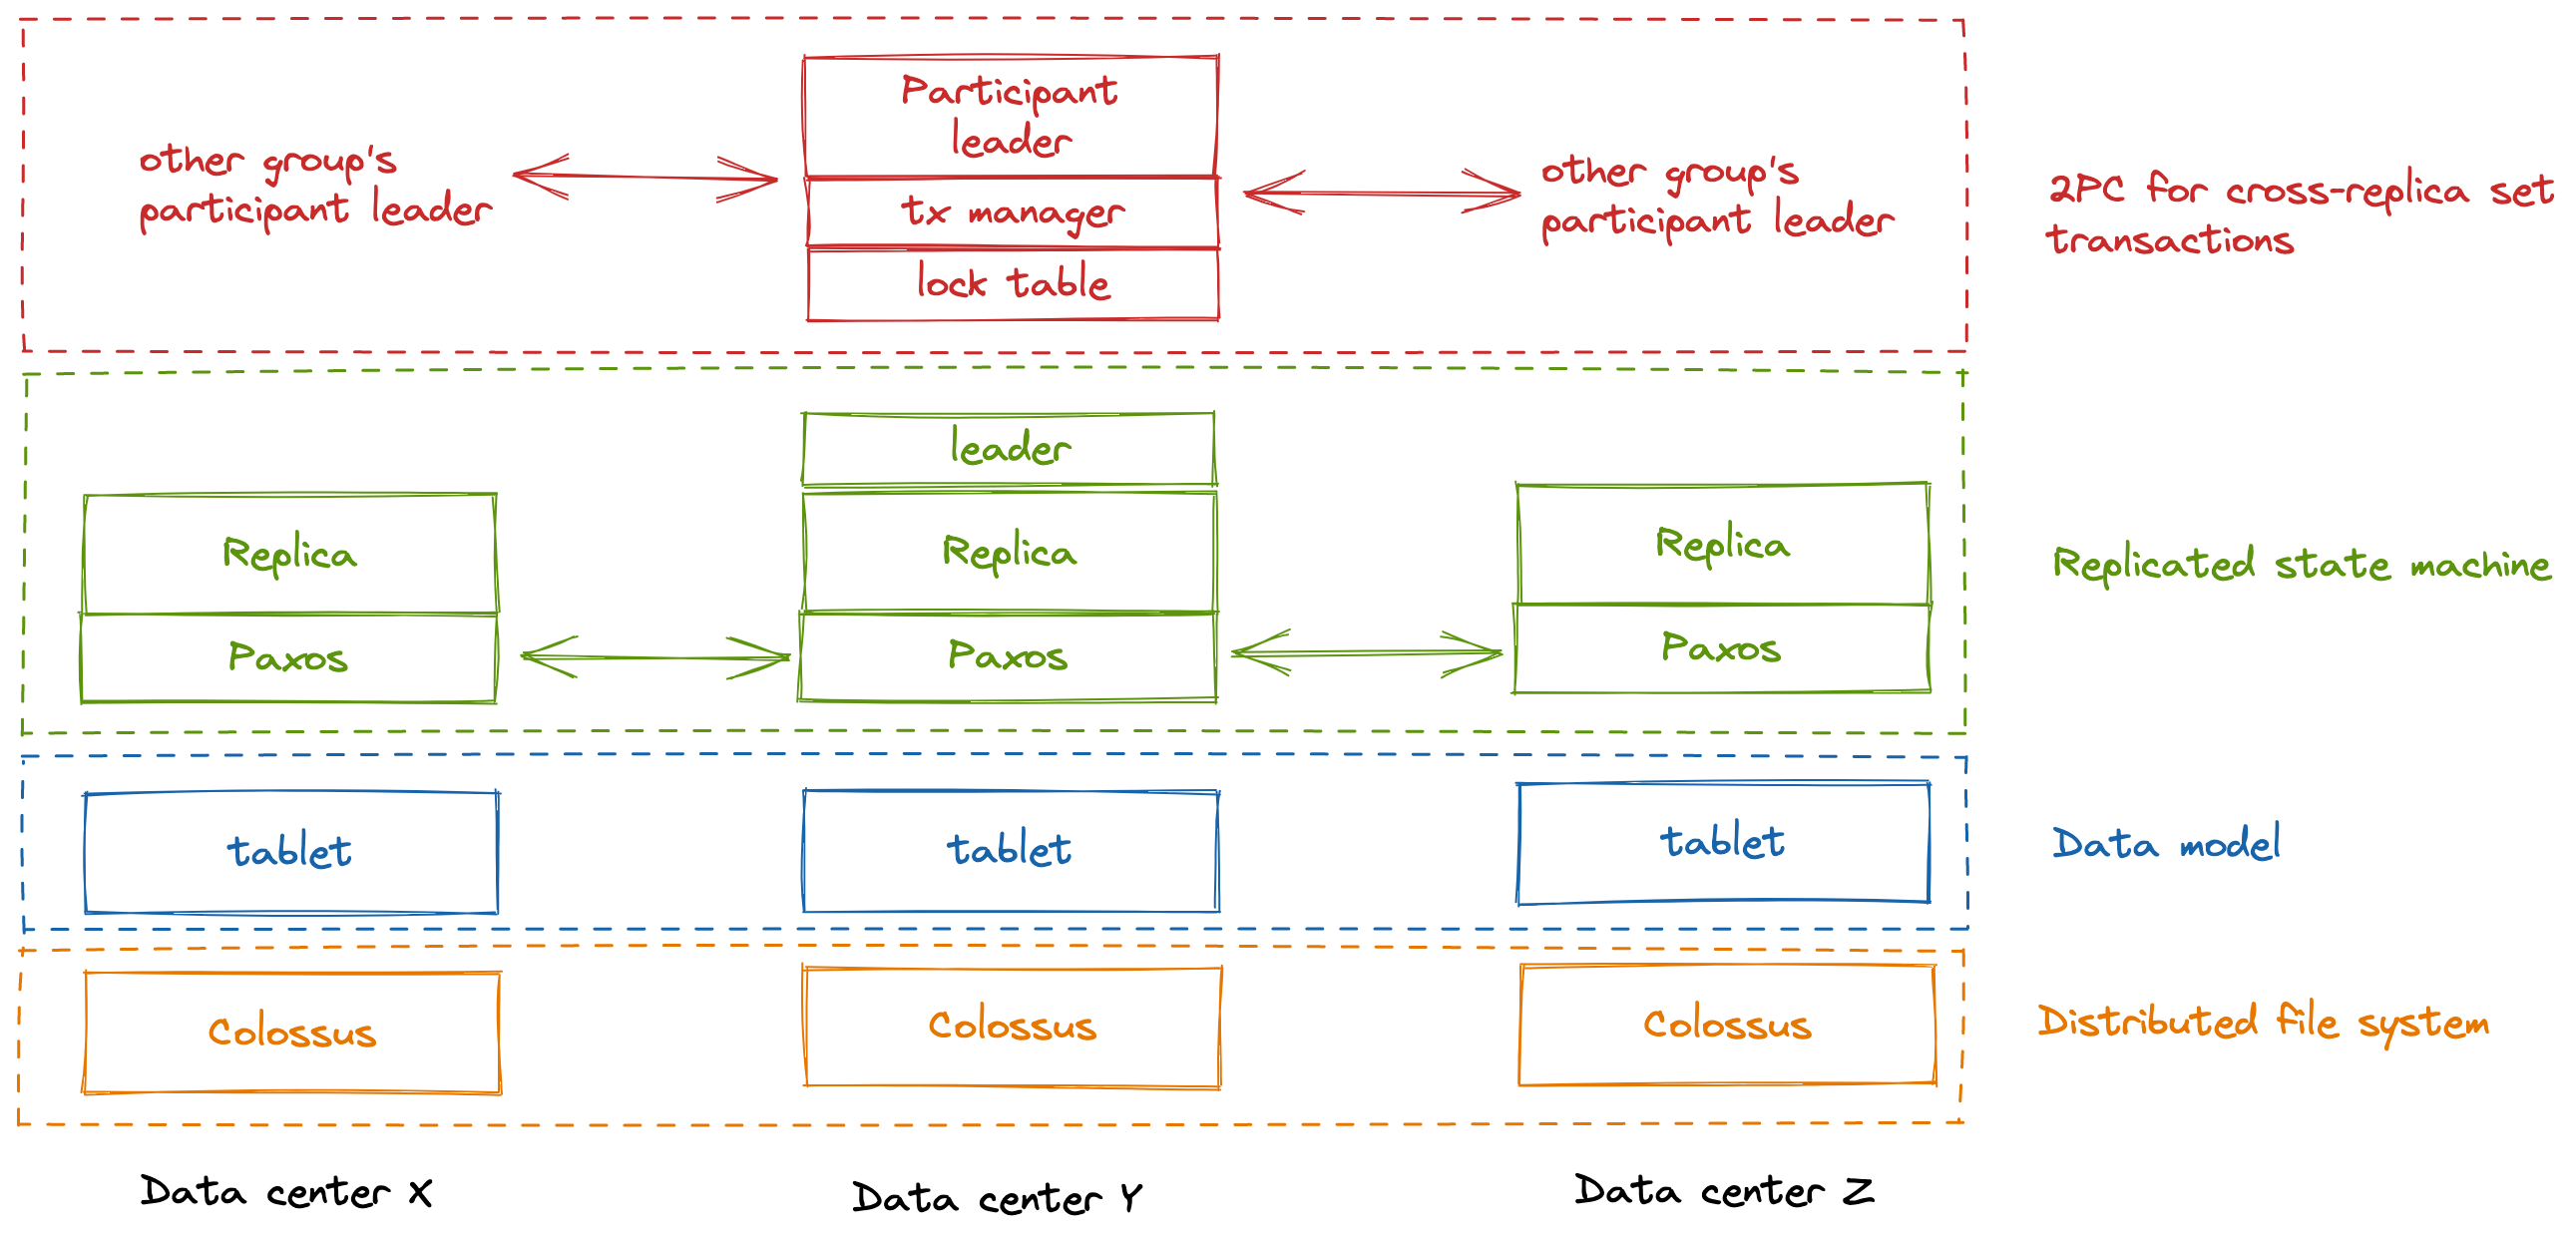 Participant
leader
other group's
participant leader
tx manager
other group's
participant leader
lock table
2PC for cross-replica set
transactions
leader
Replica
Replica
Replica
Paxos
Paxos
Paxos
Replicated state machine
tablet
tablet
tablet
Data model
Colossus
Colossus
Colossus
Distributed file system
Data center X
Data center Y
Data center Z